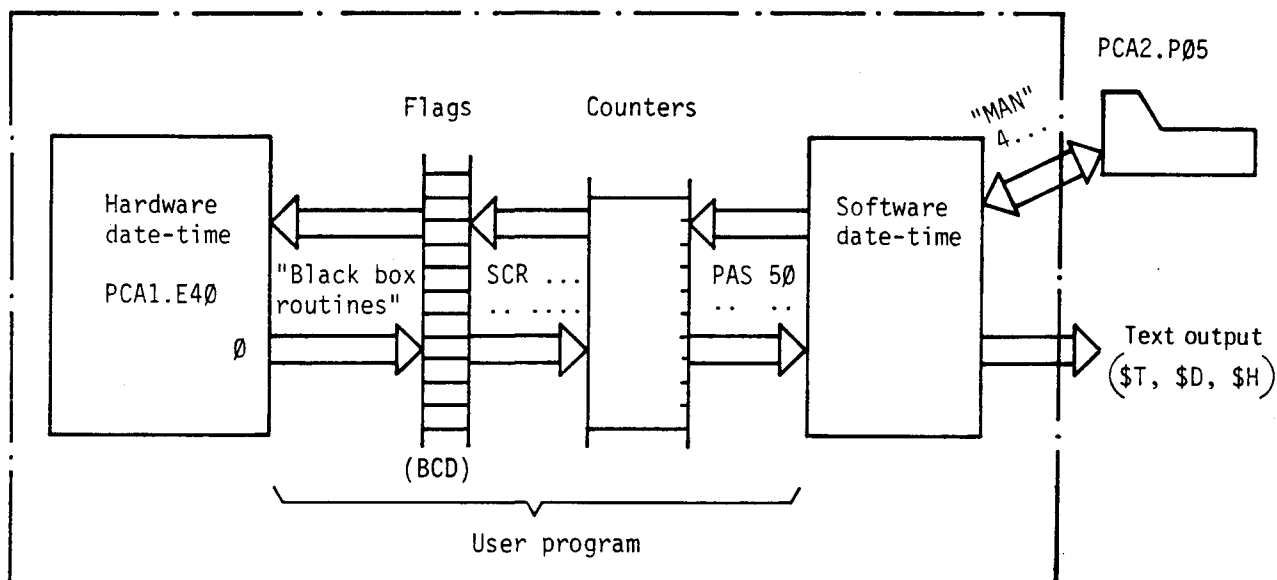 PCA2.PØ5
"MAN"
4...
Flags
Counters
Hardware
date-time
PCA1.E4Ø
Ø
"Black box
routines"
SCR ...
.. ....
PAS 5Ø
.. ..
Software
date-time
Text output
($T, $D, $H)
(BCD)
User program